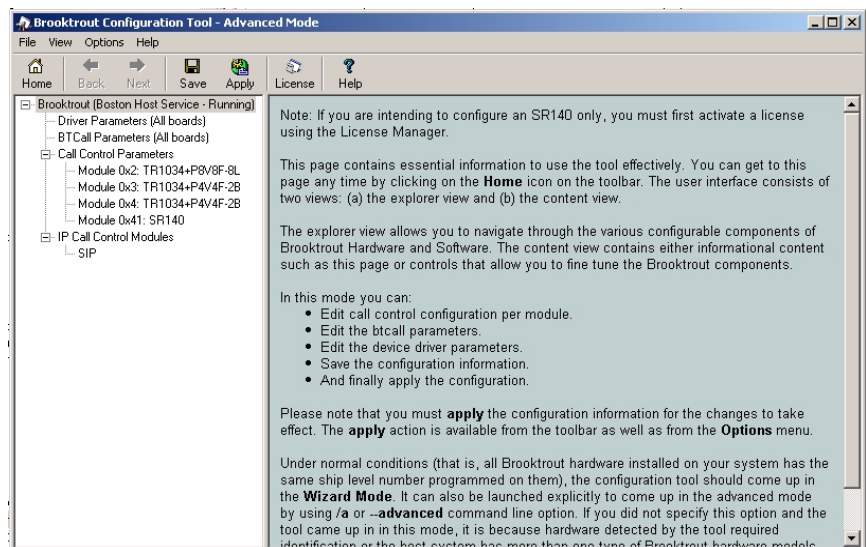 Brooktrout Configuration Tool - Advanced Mode
File View Options Help
Home Back Next Save Apply License Help
Brooktrout (Boston Host Service - Running)
Driver Parameters (All boards)
BTCall Parameters (All boards)
Call Control Parameters
Module 0x2: TR1034+P8V8F-8L
Module 0x3: TR1034+P4V4F-2B
Module 0x4: TR1034+P4V4F-2B
Module 0x41: SR140
IP Call Control Modules
SIP
Note: If you are intending to configure an SR140 only, you must first activate a license
using the License Manager.
This page contains essential information to use the tool effectively. You can get to this
page any time by clicking on the Home icon on the toolbar. The user interface consists of
two views: (a) the explorer view and (b) the content view.
The explorer view allows you to navigate through the various configurable components of
Brooktrout Hardware and Software. The content view contains either informational content
such as this page or controls that allow you to fine tune the Brooktrout components.
In this mode you can:
• Edit call control configuration per module.
• Edit the btcall parameters.
• Edit the device driver parameters.
• Save the configuration information.
• And finally apply the configuration.
Please note that you must apply the configuration information for the changes to take
effect. The apply action is available from the toolbar as well as from the Options menu.
Under normal conditions (that is, all Brooktrout hardware installed on your system has the
same ship level number programmed on them), the configuration tool should come up in
the Wizard Mode. It can also be launched explicitly to come up in the advanced mode
by using /a or --advanced command line option. If you did not specify this option and the
tool came up in in this mode, it is because hardware detected by the tool required
identification or the host system has more than one type of Brooktrout hardware models